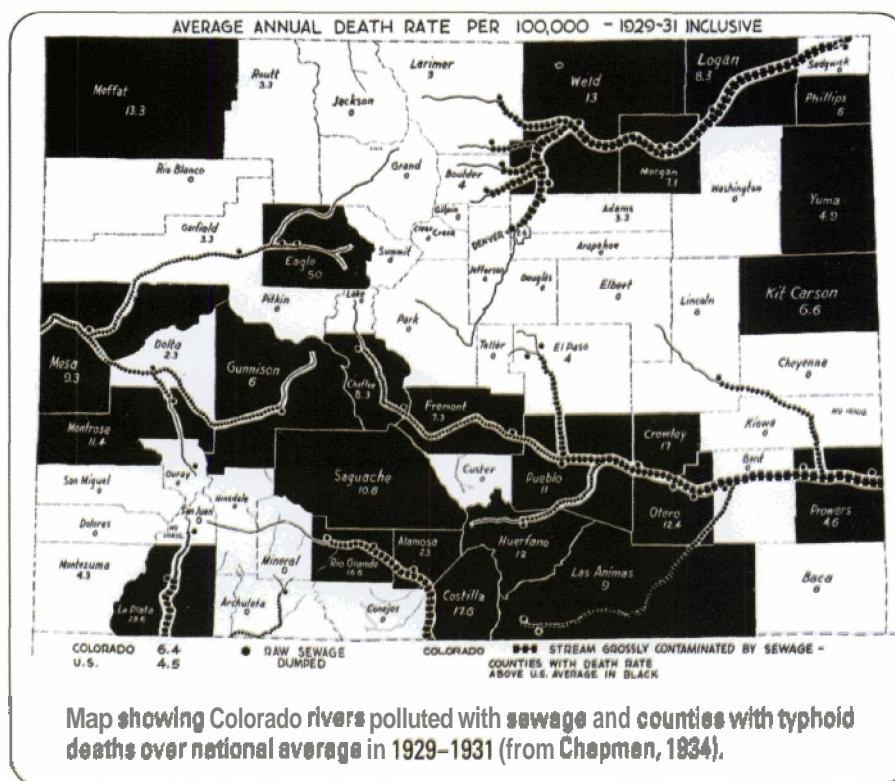 AVERAGE ANNUAL DEATH RATE PER 100,000 - 1929-31 INCLUSIVE
Moffat
13.3
Routt
3.3
Jackson
0
Larimer
3
Weld
13
Logan
8.3
Sedgwick
0
Phillips
6
Rio Blanco
0
Grand
0
Boulder
4
Gilpin
0
Clear
Creek
0
Morgan
7.1
Washington
0
Yuma
4.9
Garfield
3.3
Eagle
50
Summit
0
DENVER
Adams
3.3
Arapahoe
0
Jefferson
0
Douglas
0
Elbert
0
Lincoln
0
Kit Carson
6.6
Pitkin
0
Lake
Park
0
Teller
0
El Paso
4
Cheyenne
0
Mesa
9.3
Delta
2.3
Gunnison
6
Chaffee
8.3
Fremont
7.3
Crowley
17
Kiowa
0
Montrose
11.4
Ouray
0
Saguache
10.6
Custer
0
Pueblo
11
Otero
12.4
Bent
Prowers
4.6
San Miguel
0
Hinsdale
0
San Juan
0
Dolores
0
Mineral
0
Rio Grande
16.6
Alamosa
23
Huerfano
12
Las Animas
9
Montezuma
4.3
La Plata
28.6
Archuleta
0
Conejos
0
Costilla
17.6
Baca
0
COLORADO 6.4
U.S. 4.5
RAW SEWAGE
DUMPED
COLORADO
STREAM GROSSLY CONTAMINATED BY SEWAGE -
COUNTIES WITH DEATH RATE
ABOVE U.S. AVERAGE IN BLACK
Map showing Colorado rivers polluted with sewage and counties with typhoid
deaths over national average in 1929–1931 (from Chapman, 1934).